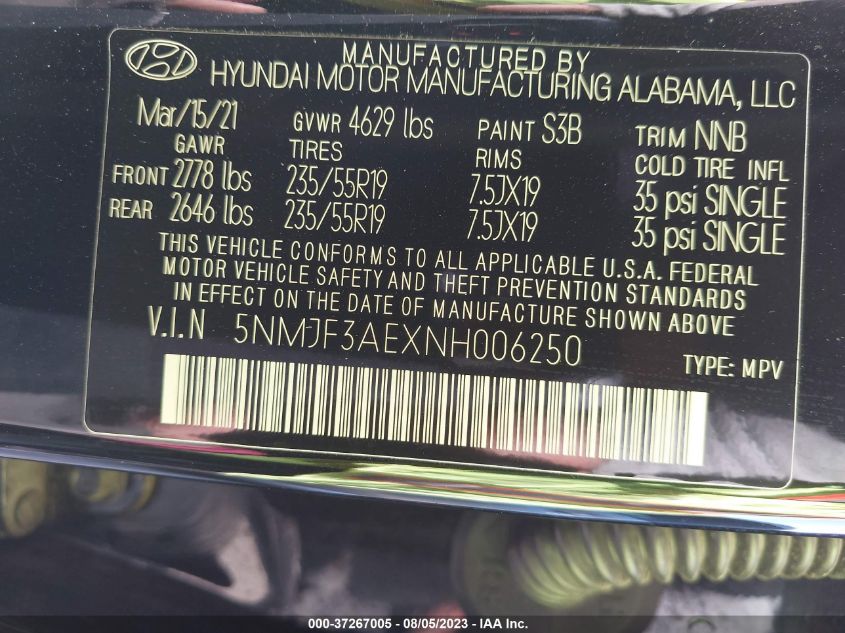 MANUFACTURED BY
HYUNDAI MOTOR MANUFACTURING ALABAMA, LLC
Mar/15/21 GVWR 4629 lbs PAINT S3B TRIM NNB
GAWR TIRES RIMS COLD TIRE INFL
FRONT 2778 lbs 235/55R19 7.5JX19 35 psi SINGLE
REAR 2646 lbs 235/55R19 7.5JX19 35 psi SINGLE
THIS VEHICLE CONFORMS TO ALL APPLICABLE U.S.A. FEDERAL
MOTOR VEHICLE SAFETY AND THEFT PREVENTION STANDARDS
IN EFFECT ON THE DATE OF MANUFACTURE SHOWN ABOVE
V.I.N 5NMJF3AEXNH006250
TYPE: MPV
000-37267005 - 08/05/2023 - IAA Inc.